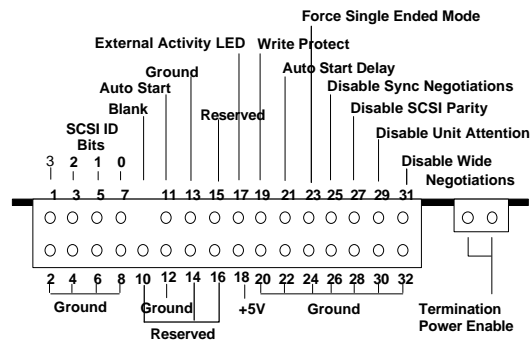 Force Single Ended Mode
External Activity LED Write Protect
Ground Auto Start Delay
Auto Start Disable Sync Negotiations
Blank Reserved Disable SCSI Parity
SCSI ID
Bits
Disable Unit Attention
3 2 1 0 Disable Wide
Negotiations
1 3 5 7 11 13 15 17 19 21 23 25 27 29 31
2 4 6 8 10 12 14 16 18 20 22 24 26 28 30 32
Ground Ground +5V Ground
Reserved
Termination
Power Enable